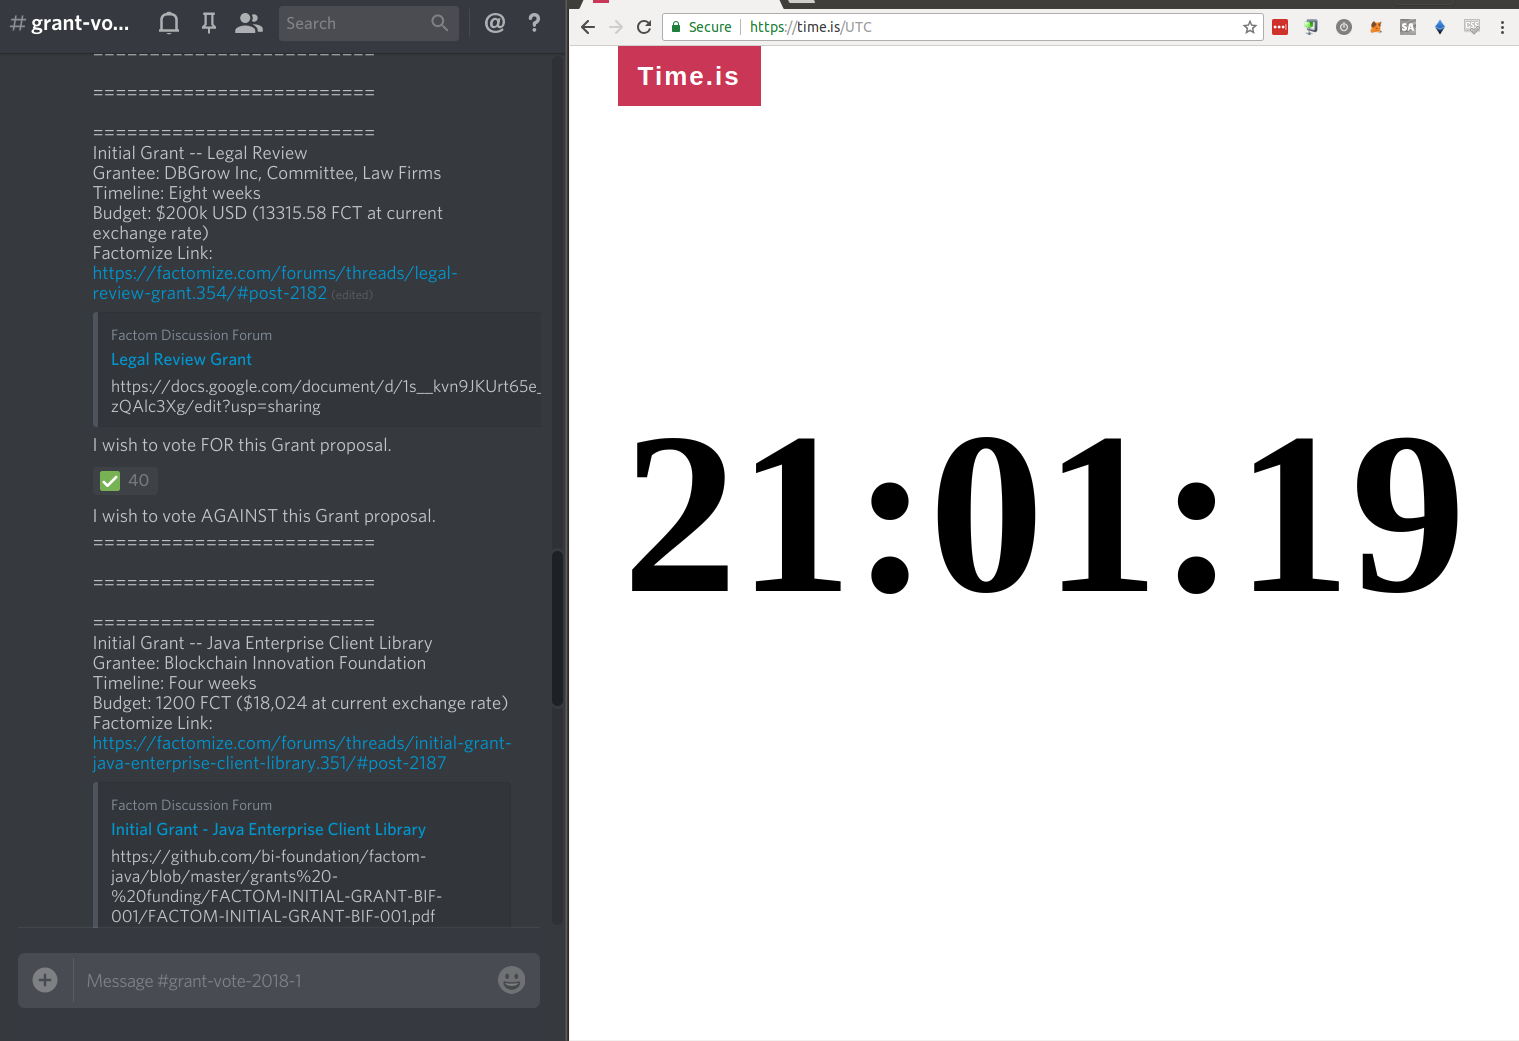 # grant-vo...
Search
@
?
=========================
=========================
=========================
Initial Grant -- Legal Review
Grantee: DBGrow Inc, Committee, Law Firms
Timeline: Eight weeks
Budget: $200k USD (13315.58 FCT at current
exchange rate)
Factomize Link:
https://factomize.com/forums/threads/legal-
review-grant.354/#post-2182 (edited)
Factom Discussion Forum
Legal Review Grant
https://docs.google.com/document/d/1s__kvn9JKUrt65e_
zQAlc3Xg/edit?usp=sharing
I wish to vote FOR this Grant proposal.
40
I wish to vote AGAINST this Grant proposal.
=========================
=========================
=========================
Initial Grant -- Java Enterprise Client Library
Grantee: Blockchain Innovation Foundation
Timeline: Four weeks
Budget: 1200 FCT ($18,024 at current exchange rate)
Factomize Link:
https://factomize.com/forums/threads/initial-grant-
java-enterprise-client-library.351/#post-2187
Factom Discussion Forum
Initial Grant - Java Enterprise Client Library
https://github.com/bi-foundation/factom-
java/blob/master/grants%20-
%20funding/FACTOM-INITIAL-GRANT-BIF-
001/FACTOM-INITIAL-GRANT-BIF-001.pdf
Message #grant-vote-2018-1
Secure
https://time.is/UTC
SA
CSC
Time.is
21:01:19